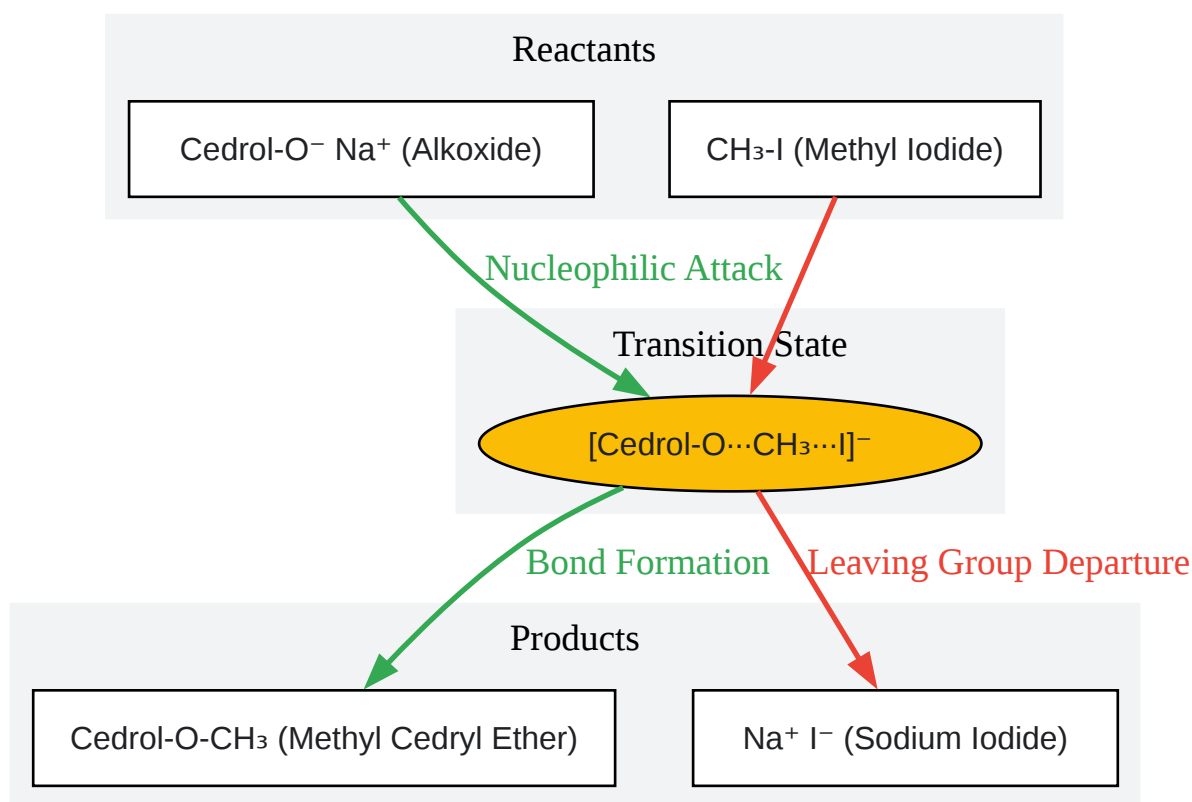 Reactants
Cedrol-O⁻ Na⁺ (Alkoxide)
CH₃-I (Methyl Iodide)
Nucleophilic Attack
Transition State
[Cedrol-O···CH₃···I]⁻
Bond Formation
Leaving Group Departure
Products
Cedrol-O-CH₃ (Methyl Cedryl Ether)
Na⁺ I⁻ (Sodium Iodide)